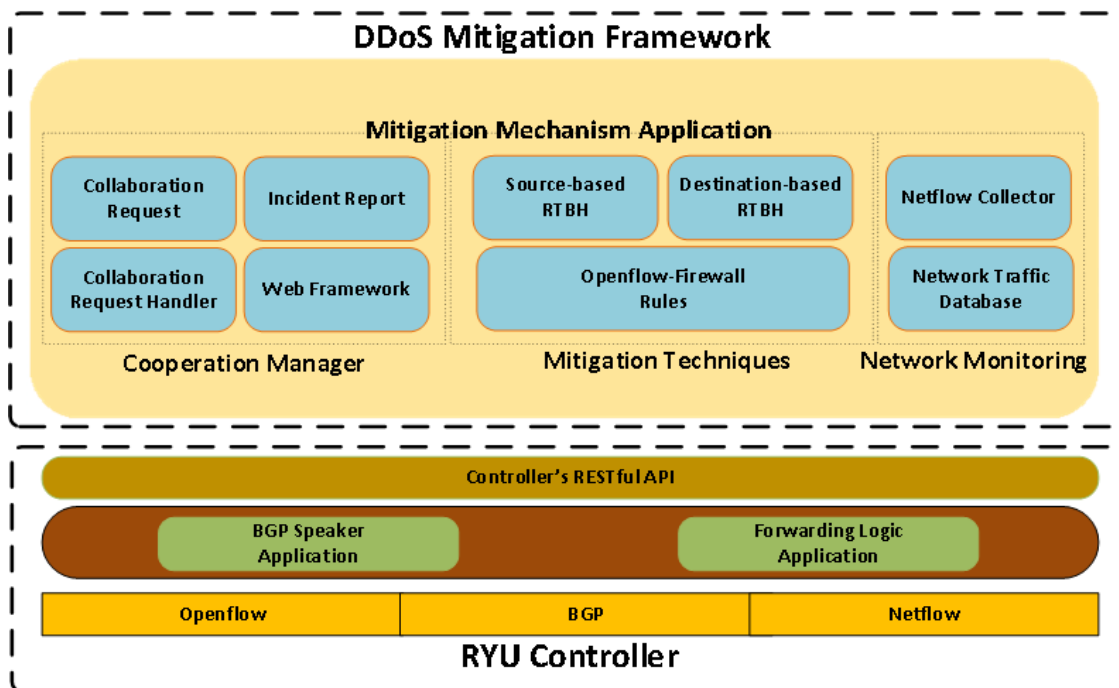 DDoS Mitigation Framework
Mitigation Mechanism Application
Collaboration
Request
Incident Report
Collaboration
Request Handler
Web Framework
Cooperation Manager
Source-based
RTBH
Destination-based
RTBH
Openflow-Firewall
Rules
Mitigation Techniques
Netflow Collector
Network Traffic
Database
Network Monitoring
Controller's RESTful API
BGP Speaker
Application
Forwarding Logic
Application
Openflow
BGP
Netflow
RYU Controller